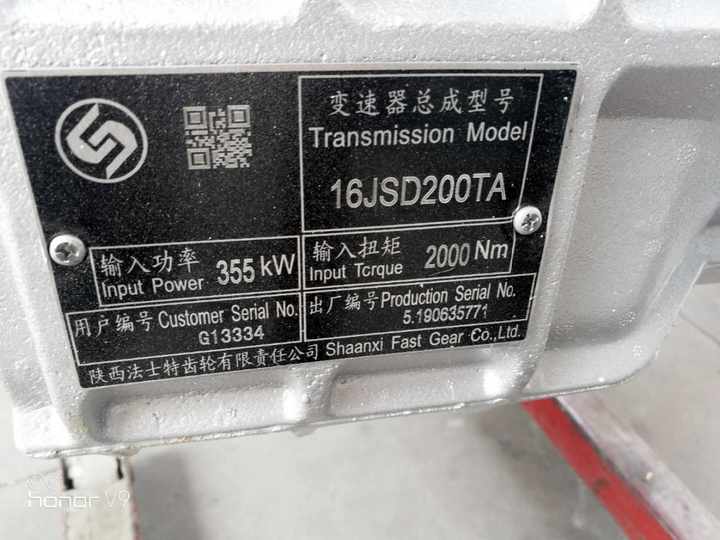 变速器总成型号
Transmission Model
16JSD200TA
输入功率
Input Power
355 kW
输入扭矩
Input Torque
2000 Nm
用户编号 Customer Serial No.
G13334
出厂编号 Production Serial No.
5.190635771
陕西法士特齿轮有限责任公司 Shaanxi Fast Gear Co.,Ltd.
honor V9